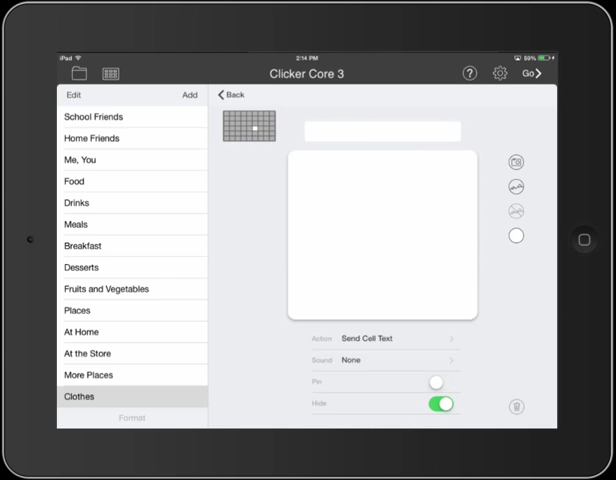 iPad
2:14 PM
59%
Clicker Core 3
?
Go
Edit
Add
Back
School Friends
Home Friends
Me, You
Food
Drinks
Meals
Breakfast
Desserts
Fruits and Vegetables
Places
At Home
At the Store
More Places
Clothes
Format
Action Send Cell Text
Sound None
Pin
Hide